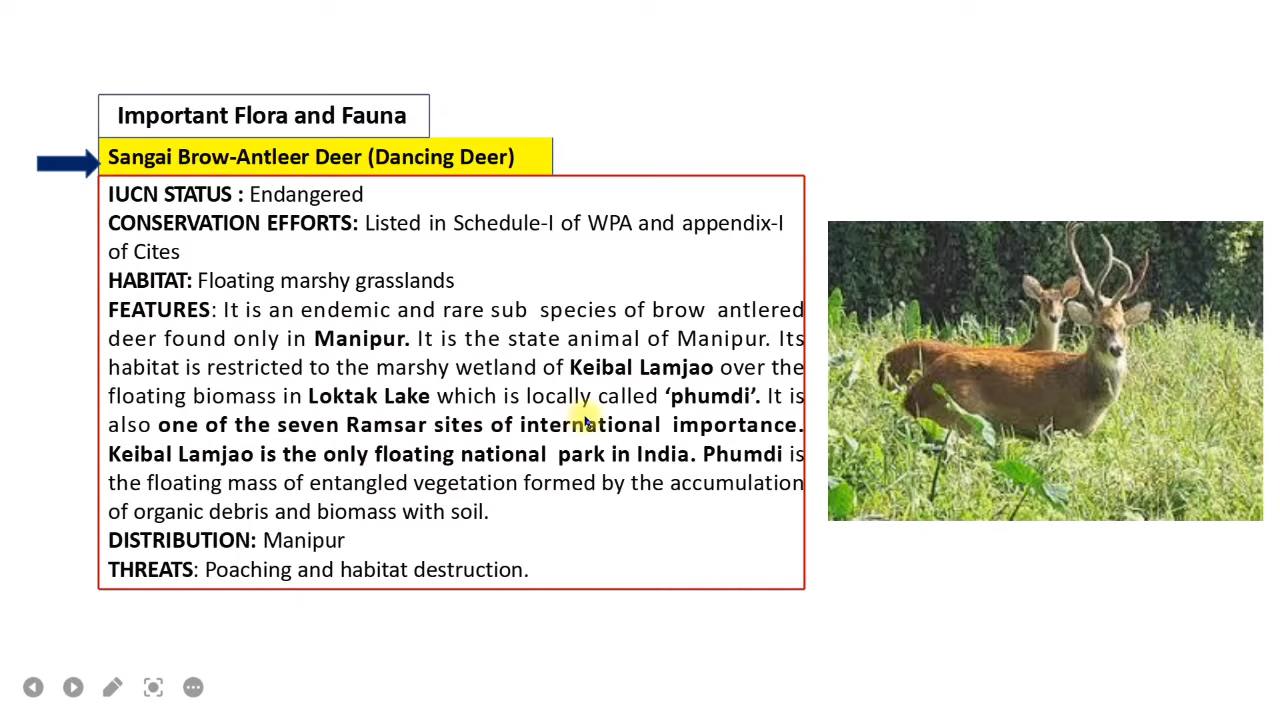 Important Flora and Fauna
Sangai Brow-Antleer Deer (Dancing Deer)
IUCN STATUS : Endangered
CONSERVATION EFFORTS: Listed in Schedule-I of WPA and appendix-I
of Cites
HABITAT: Floating marshy grasslands
FEATURES: It is an endemic and rare sub species of brow antlered
deer found only in Manipur. It is the state animal of Manipur. Its
habitat is restricted to the marshy wetland of Keibal Lamjao over the
floating biomass in Loktak Lake which is locally called ‘phumdi’. It is
also one of the seven Ramsar sites of international importance.
Keibal Lamjao is the only floating national park in India. Phumdi is
the floating mass of entangled vegetation formed by the accumulation
of organic debris and biomass with soil.
DISTRIBUTION: Manipur
THREATS: Poaching and habitat destruction.